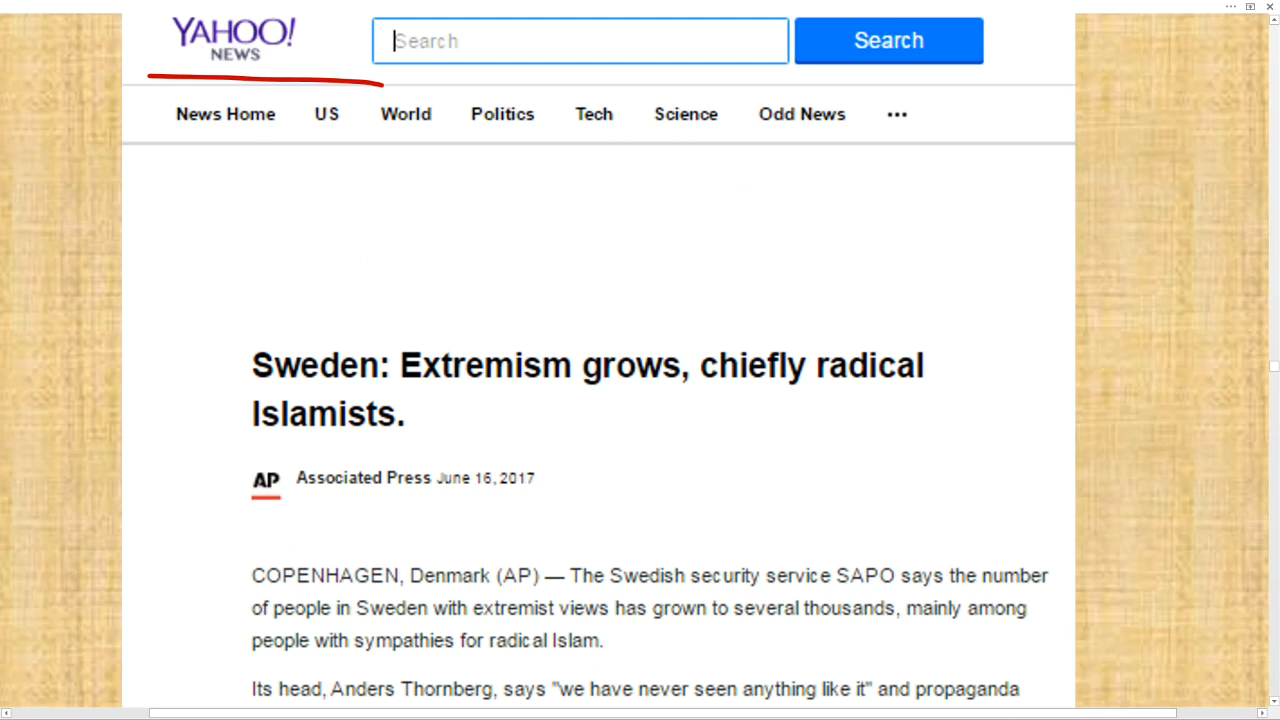 YAHOO!
NEWS
Search
Search
News Home US World Politics Tech Science Odd News •••
Sweden: Extremism grows, chiefly radical
Islamists.
AP Associated Press June 16, 2017
COPENHAGEN, Denmark (AP) — The Swedish security service SAPO says the number
of people in Sweden with extremist views has grown to several thousands, mainly among
people with sympathies for radical Islam.
Its head, Anders Thornberg, says "we have never seen anything like it" and propaganda